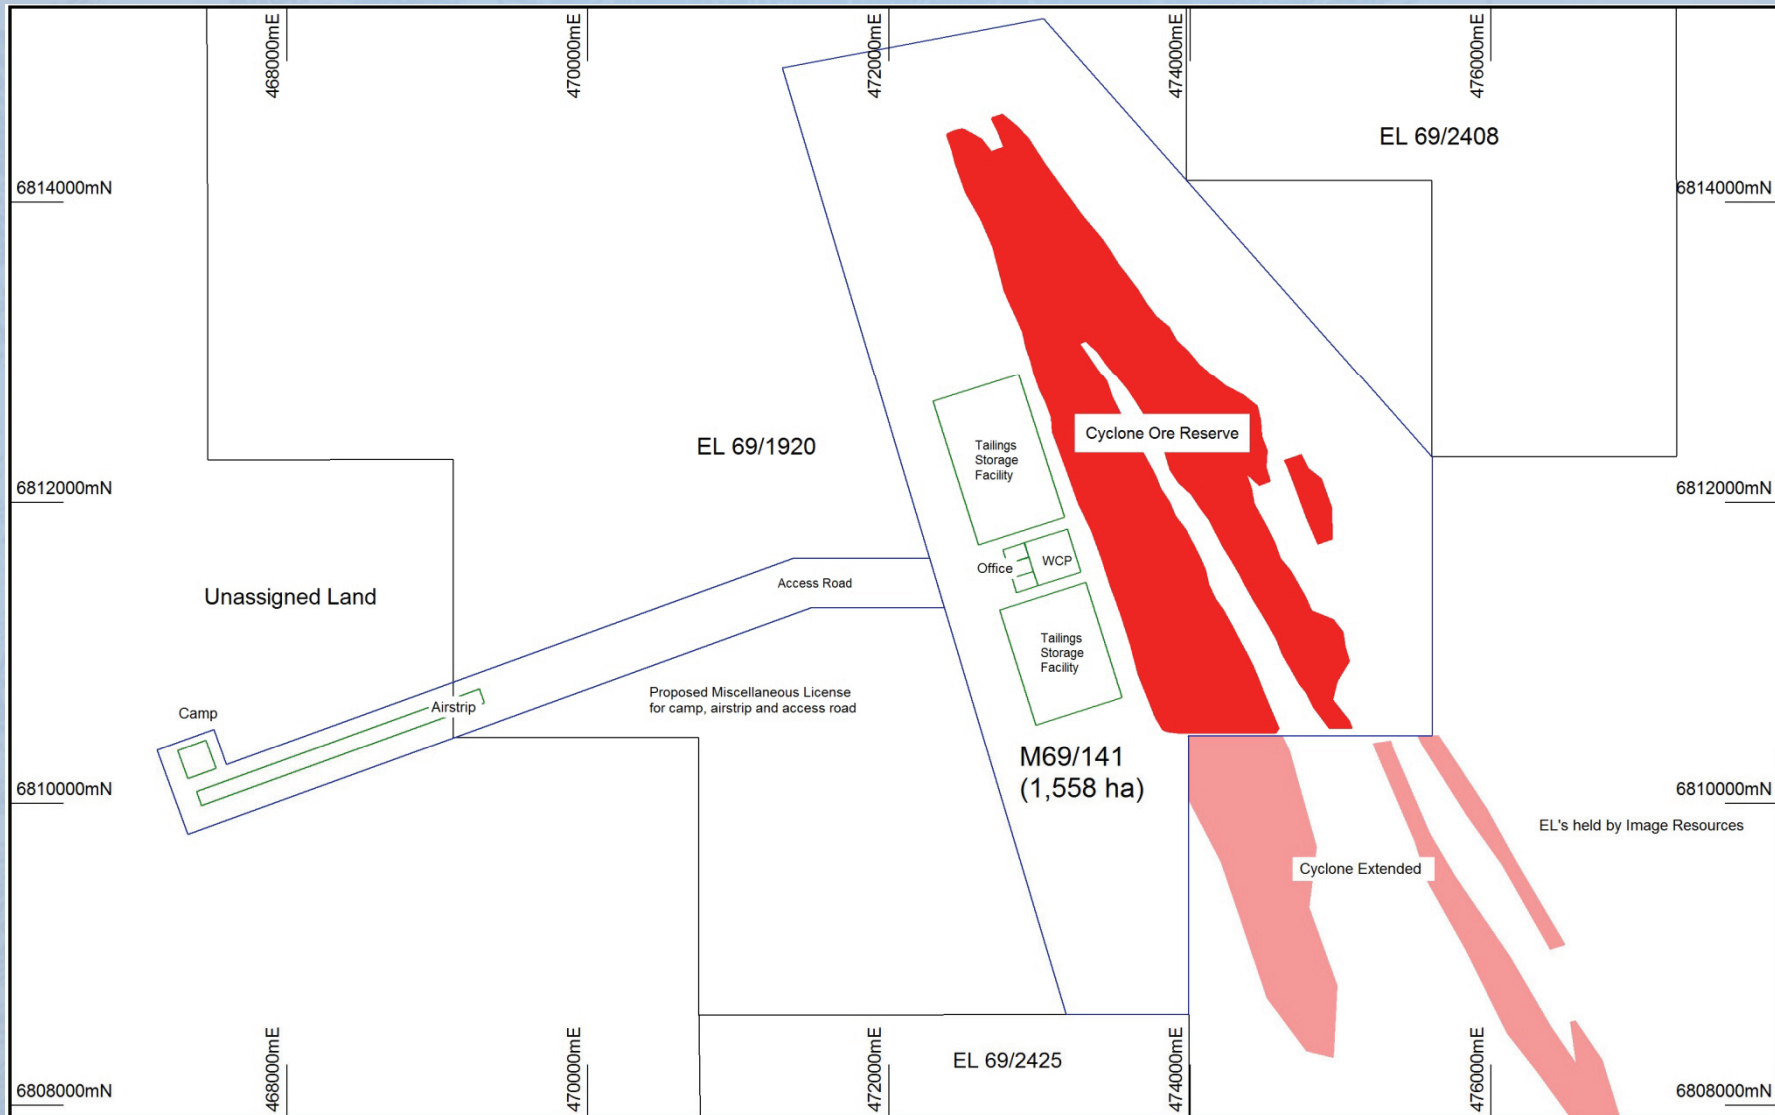 468000mE
470000mE
472000mE
474000mE
476000mE
EL 69/2408
6814000mN
6814000mN
Cyclone Ore Reserve
EL 69/1920
Tailings
Storage
Facility
6812000mN
6812000mN
Office
WCP
Access Road
Unassigned Land
Tailings
Storage
Facility
Proposed Miscellaneous License
for camp, airstrip and access road
Airstrip
Camp
M69/141
(1,558 ha)
6810000mN
6810000mN
EL's held by Image Resources
Cyclone Extended
468000mE
470000mE
472000mE
474000mE
476000mE
EL 69/2425
6808000mN
6808000mN